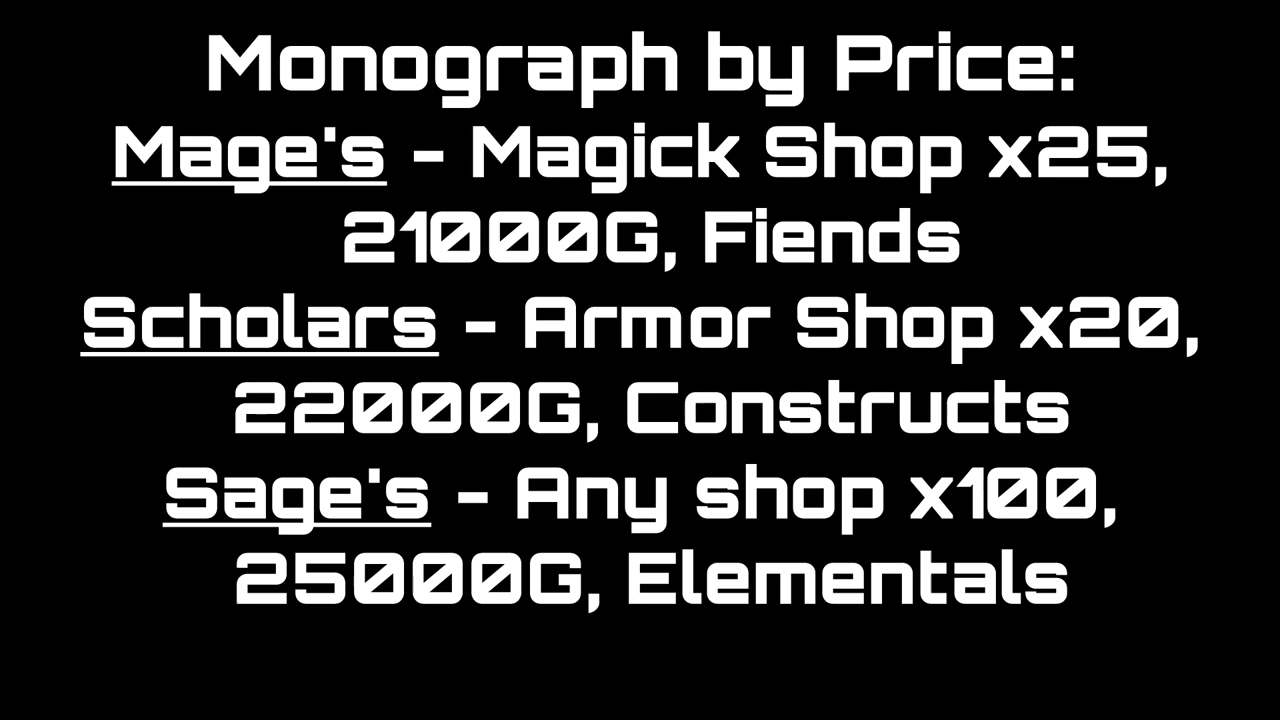 Monograph by Price:
Mage's - Magick Shop x25,
21000G, Fiends
Scholars - Armor Shop x20,
22000G, Constructs
Sage's - Any shop x100,
25000G, Elementals